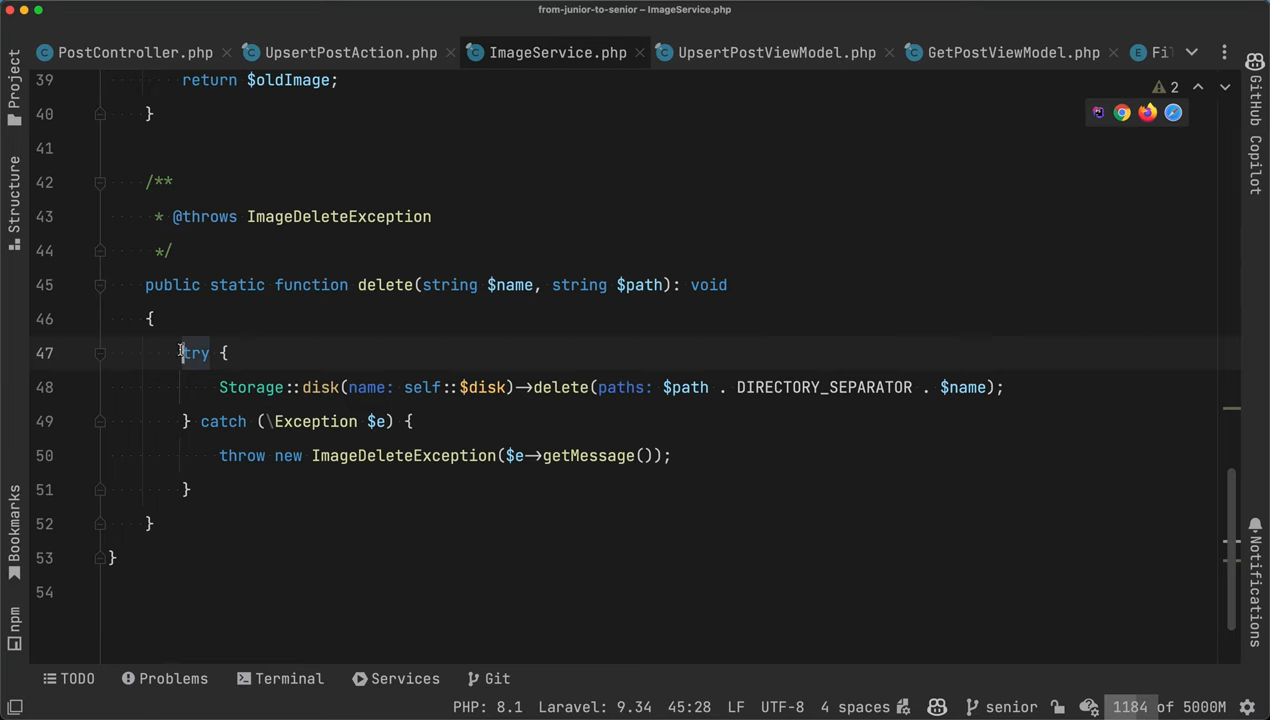 from-junior-to-senior – ImageService.php
PostController.php UpsertPostAction.php ImageService.php UpsertPostViewModel.php GetPostViewModel.php Fi
Project
Structure
Bookmarks
npm
39 return $oldImage;
40 }
41
42 /**
43 * @throws ImageDeleteException
44 */
45 public static function delete(string $name, string $path): void
46 {
47 try {
48 Storage::disk(name: self::$disk)->delete(paths: $path . DIRECTORY_SEPARATOR . $name);
49 } catch (\Exception $e) {
50 throw new ImageDeleteException($e->getMessage());
51 }
52 }
53 }
54
2
GitHub Copilot
Notifications
TODO Problems Terminal Services Git
PHP: 8.1 Laravel: 9.34 45:28 LF UTF-8 4 spaces senior 1184 of 5000M